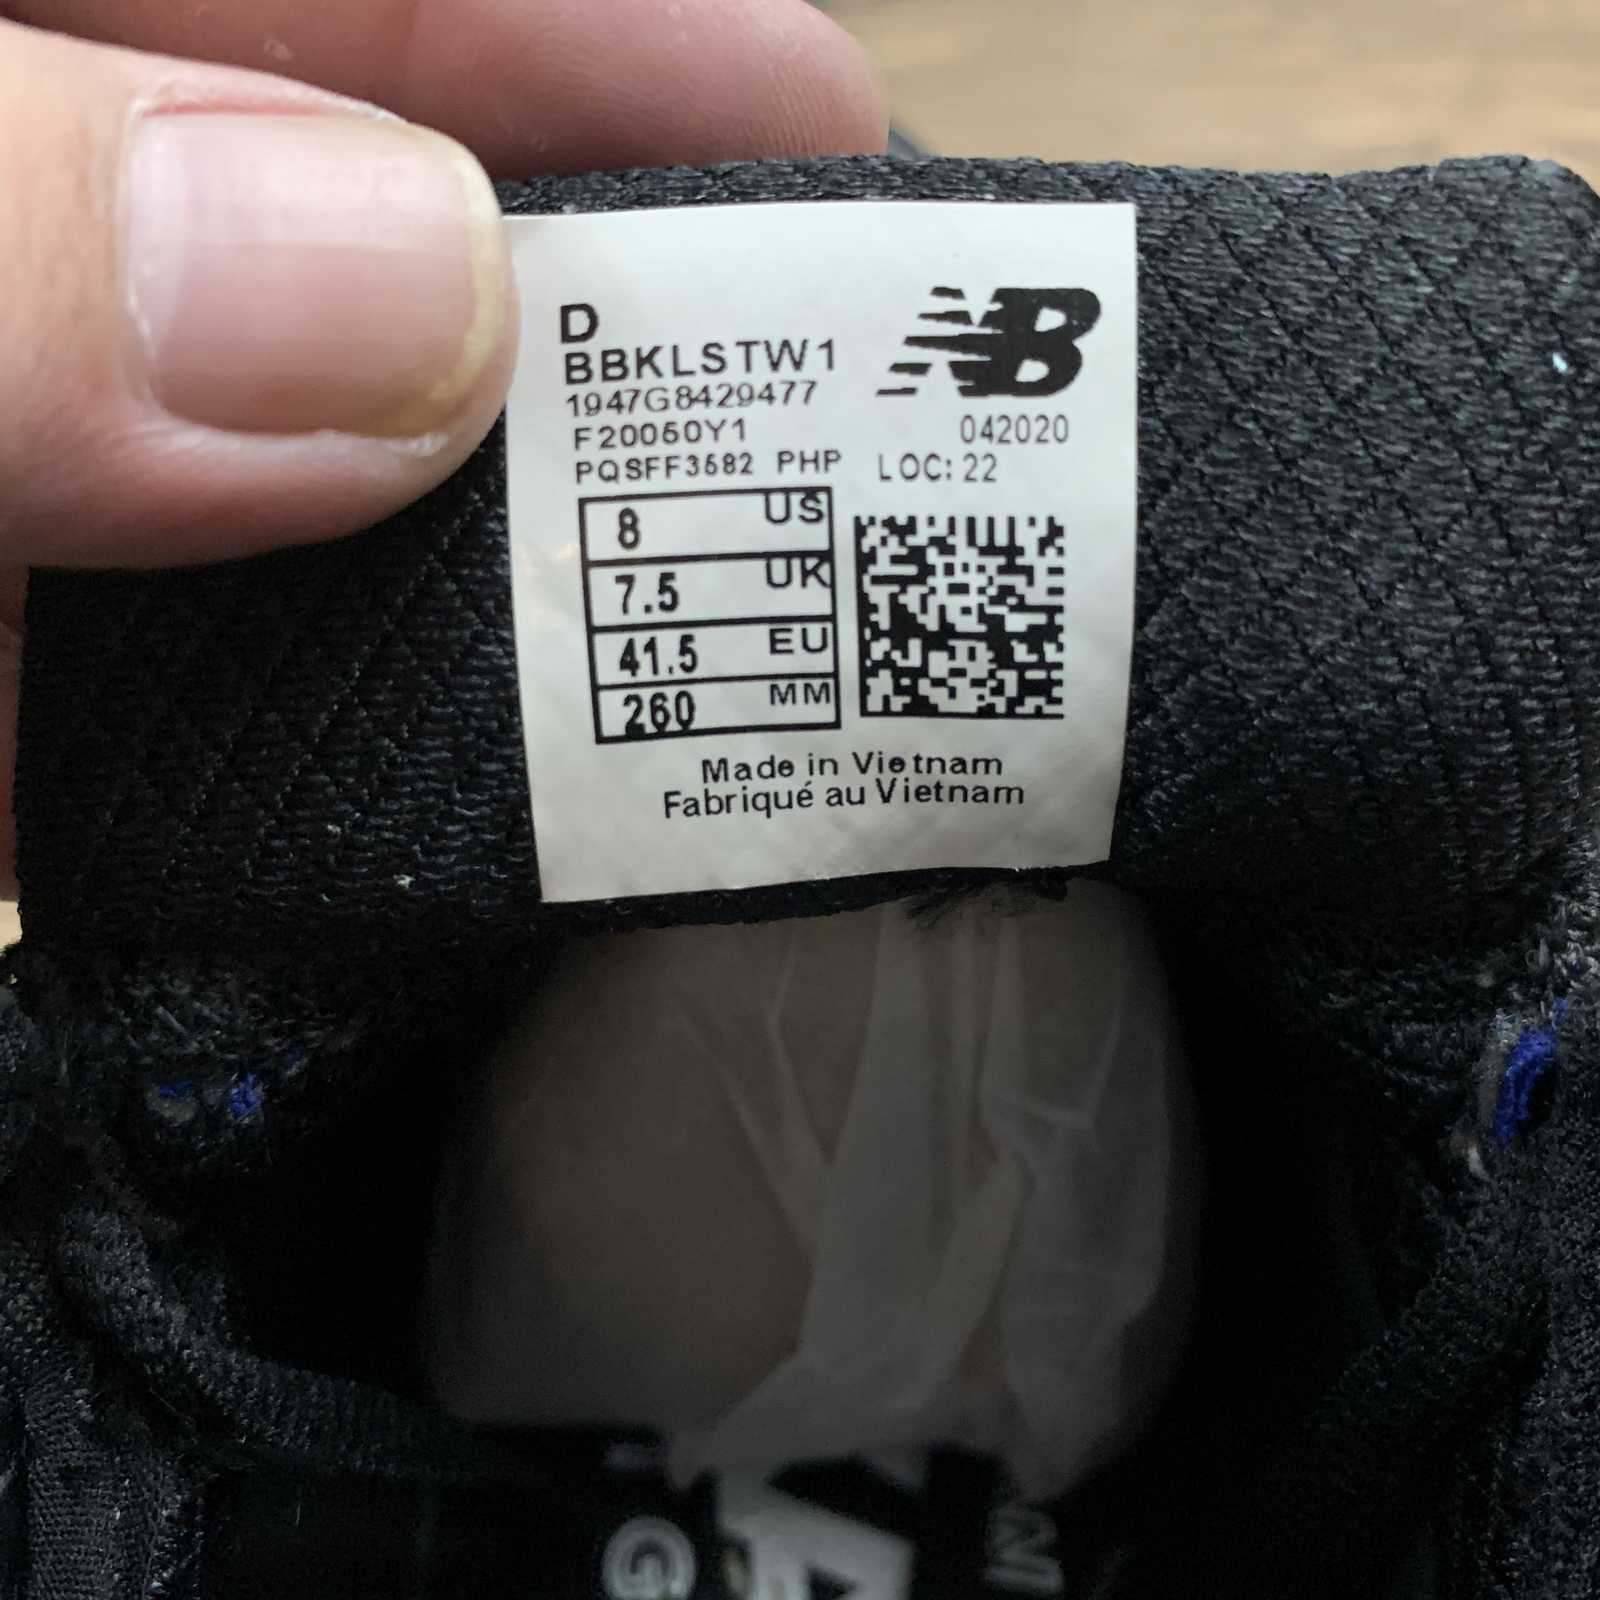 D
BBKLSTW1
1947G8429477
F20050Y1 042020
PQSFF3582 PHP LOC: 22
8 US
7.5 UK
41.5 EU
260 MM
Made in Vietnam
Fabriqué au Vietnam
NB